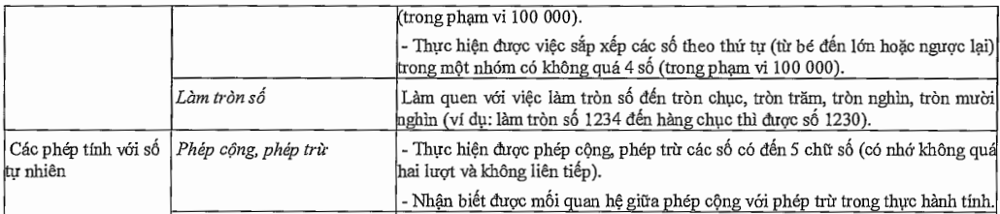 (trong phạm vi 100 000).
- Thực hiện được việc sắp xếp các số theo thứ tự (từ bé đến lớn hoặc ngược lại)
trong một nhóm có không quá 4 số (trong phạm vi 100 000).
Làm tròn số
Làm quen với việc làm tròn số đến tròn chục, tròn trăm, tròn nghìn, tròn mười
nghìn (ví dụ: làm tròn số 1234 đến hàng chục thì được số 1230).
Các phép tính với số
tự nhiên
Phép cộng, phép trừ
- Thực hiện được phép cộng, phép trừ các số có đến 5 chữ số (có nhớ không quá
hai lượt và không liên tiếp).
- Nhận biết được mối quan hệ giữa phép cộng với phép trừ trong thực hành tính.